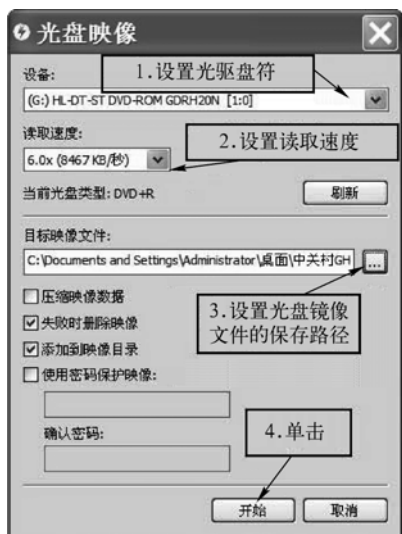 光盘映像
设备:
1.设置光驱盘符
(G:) HL-DT-ST DVD-ROM GDRH20N [1:0]
读取速度:
2.设置读取速度
6.0x (8467 KB/秒)
当前光盘类型: DVD+R
刷新
目标映像文件:
C:\Documents and Settings\Administrator\桌面\中关村GH
...
压缩映像数据
失败时删除映像
添加到映像目录
使用密码保护映像:
3.设置光盘镜像
文件的保存路径
确认密码:
4.单击
开始
取消